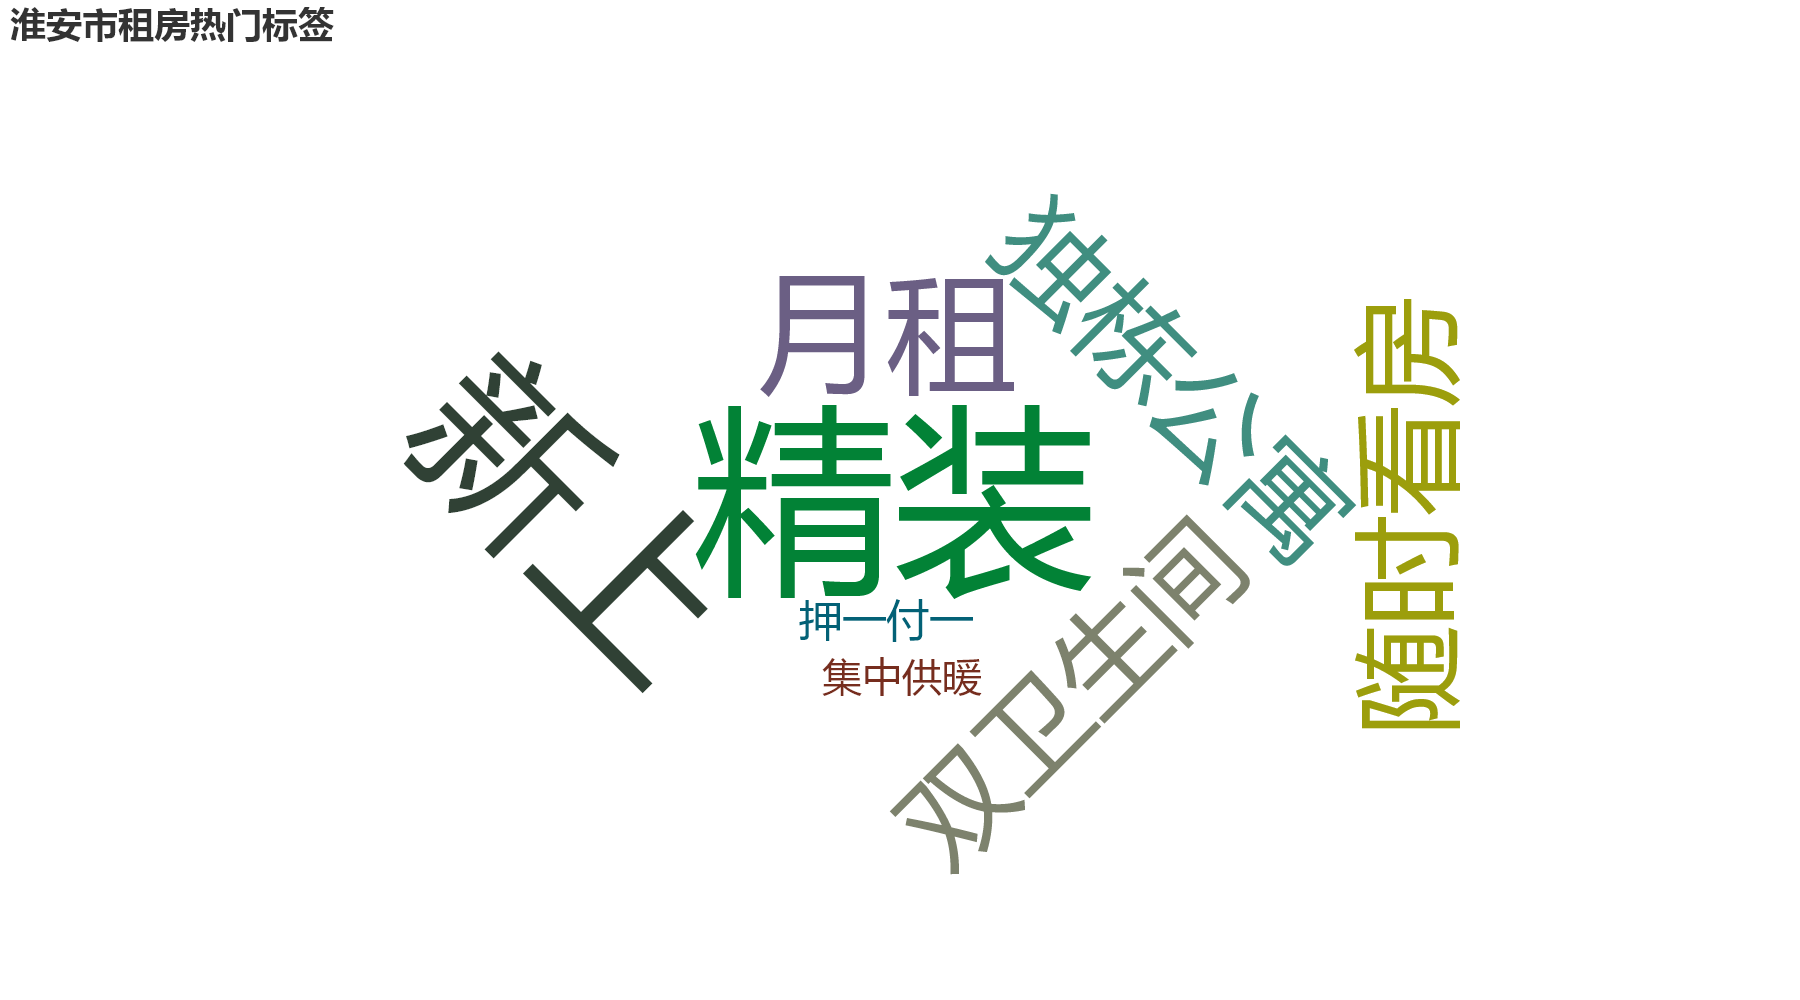 淮安市租房热门标签
独栋公寓
月租
随时看房
新上
精装
双卫生间
押一付一
集中供暖